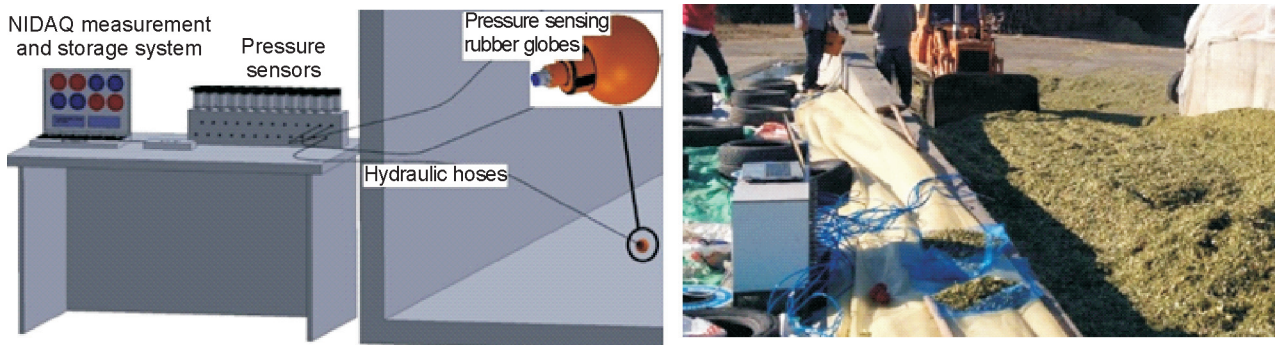 NIDAQ measurement
and storage system
Pressure
sensors
Pressure sensing
rubber globes
Hydraulic hoses